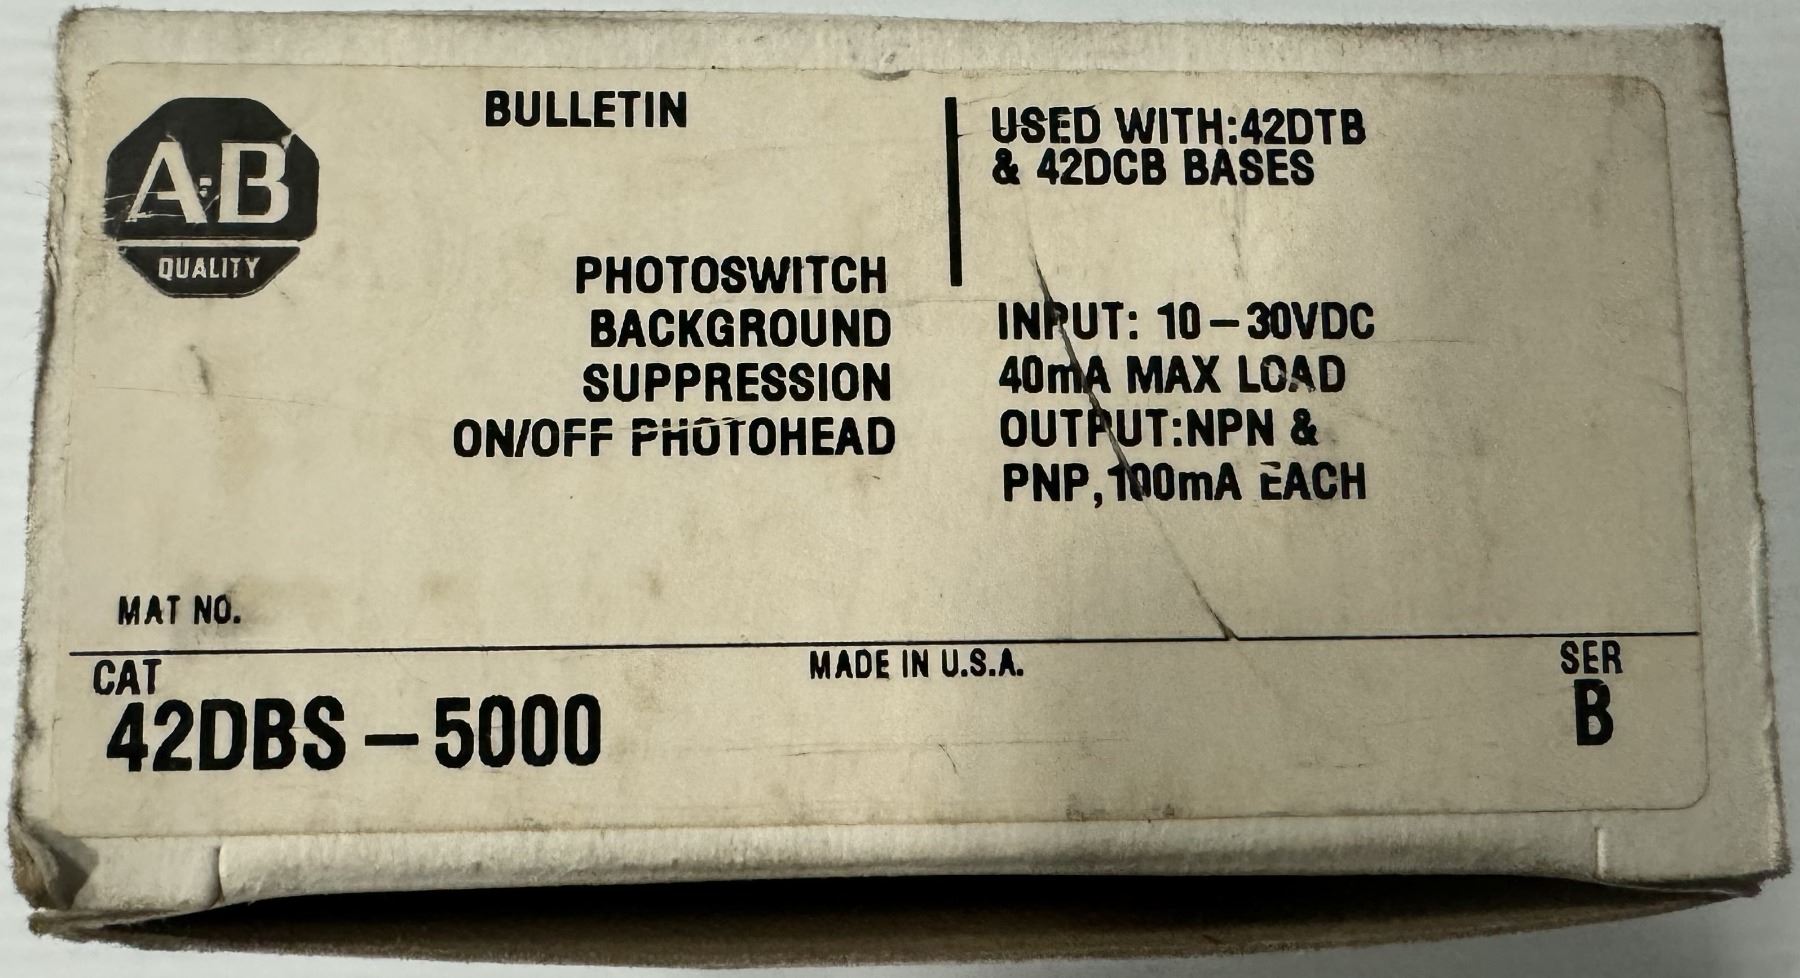 A·B
QUALITY
BULLETIN
USED WITH:42DTB
& 42DCB BASES
PHOTOSWITCH
BACKGROUND
SUPPRESSION
ON/OFF PHOTOHEAD
INPUT: 10-30VDC
40mA MAX LOAD
OUTPUT:NPN &
PNP,100mA EACH
MAT NO.
CAT
42DBS-5000
MADE IN U.S.A.
SER
B